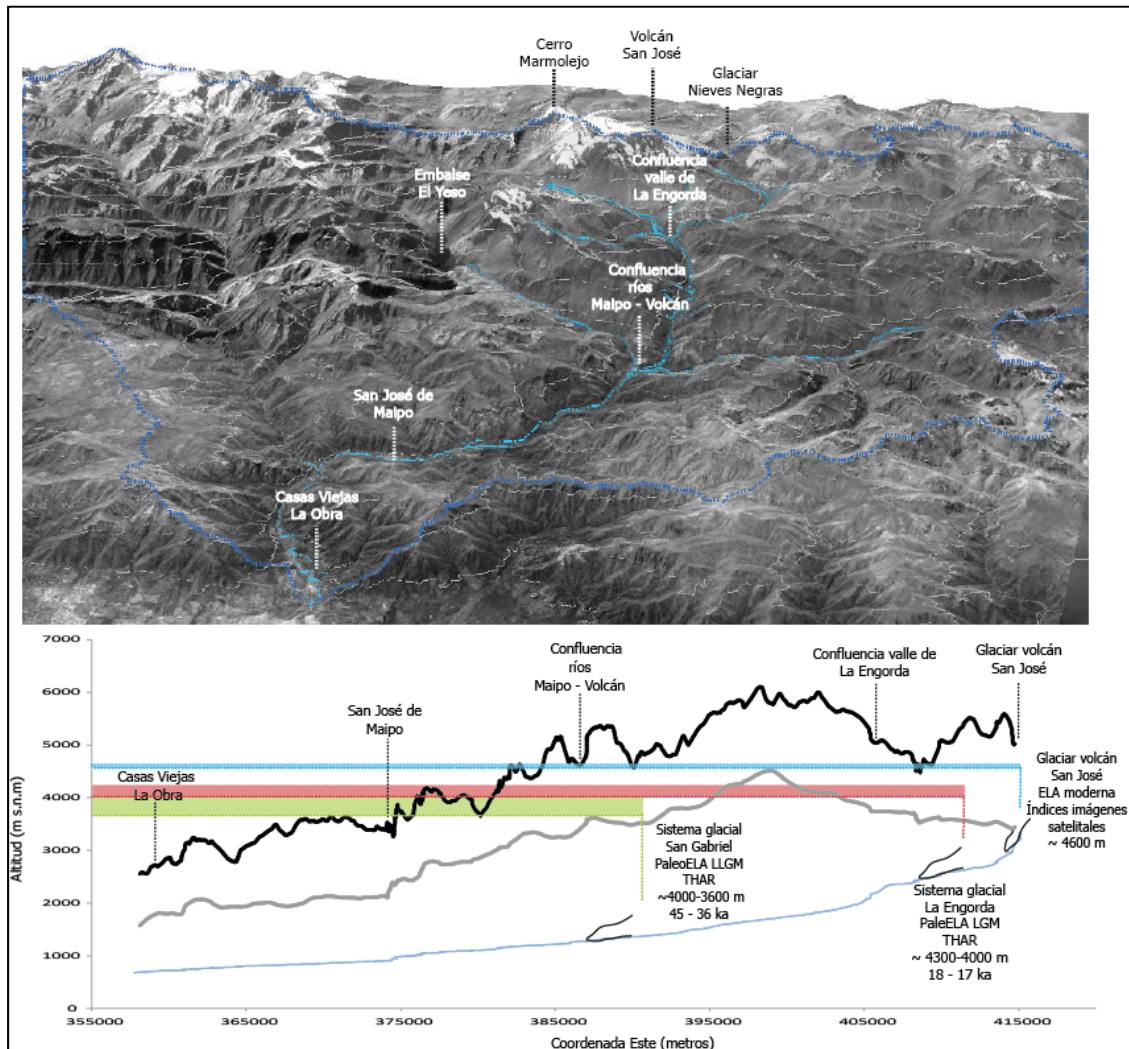 Cerro
Marmolejo
Volcán
San José
Glaciar
Nieves Negras
Embalse
El Yeso
Confluencia
valle de
La Engorda
Confluencia
ríos
Maipo - Volcán
San José de
Maipo
Casas Viejas
La Obra
7000
6000
5000
4000
3000
2000
1000
0
Altitud (m s.n.m)
Casas Viejas
La Obra
San José de
Maipo
Confluencia
ríos
Maipo - Volcán
Confluencia valle de
La Engorda
Glaciar volcán
San José
Glaciar volcán
San José
ELA moderna
Índices imágenes
satelitales
~ 4600 m
Sistema glacial
San Gabriel
PaleoELA LLGM
THAR
~4000-3600 m
45 - 36 ka
Sistema glacial
La Engorda
PaleELA LGM
THAR
~ 4300-4000 m
18 - 17 ka
355000
365000
375000
385000
395000
405000
415000
Coordenada Este (metros)